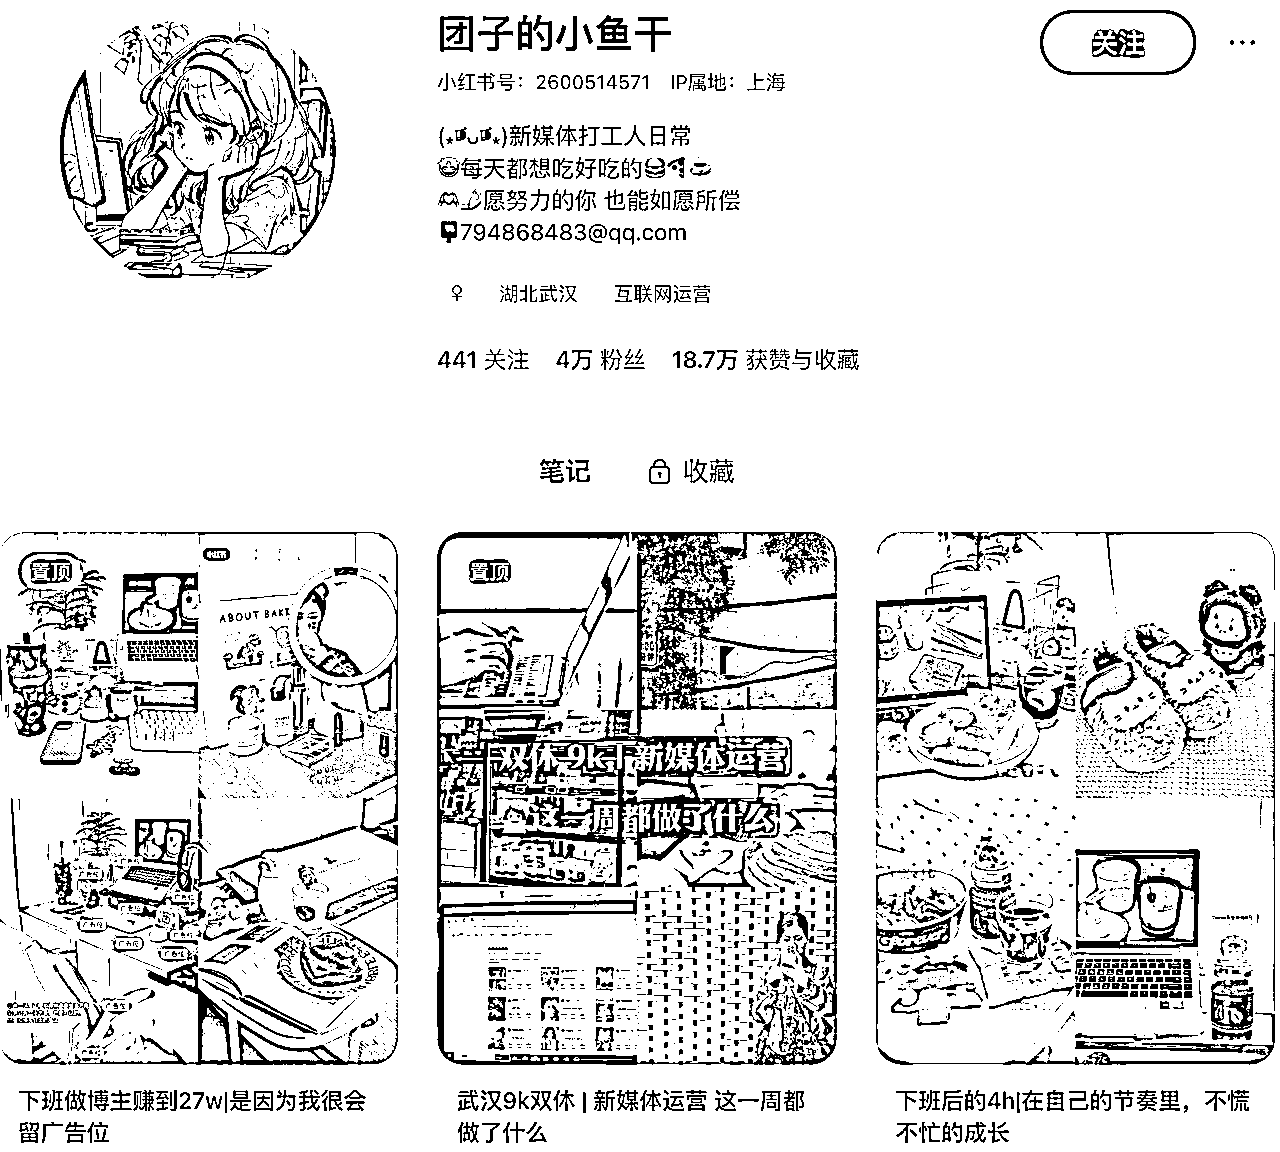 团子的小鱼干
关注
小红书号：2600514571 IP属地：上海
新媒体打工人日常
每天都想吃好吃的
愿努力的你 也能如愿所偿
794868483@qq.com
♀ 湖北武汉 互联网运营
441 关注 4万 粉丝 18.7万 获赞与收藏
笔记 收藏
置顶
ABOUT BAKE
置顶
双休9k|新媒体运营
这一周都做了什么
下班做博主赚到27w|是因为我很会
留广告位
武汉9k双休 | 新媒体运营 这一周都
做了什么
下班后的4h|在自己的节奏里，不慌
不忙的成长